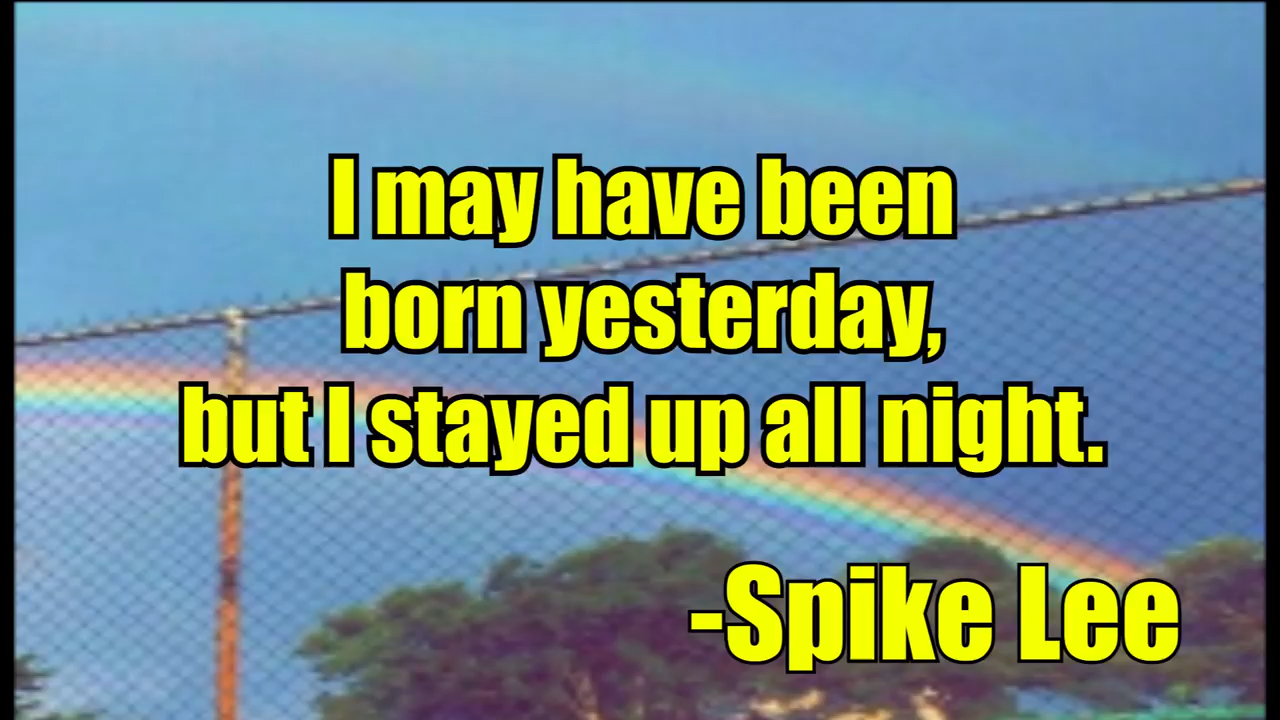 I may have been
born yesterday,
but I stayed up all night.
-Spike Lee